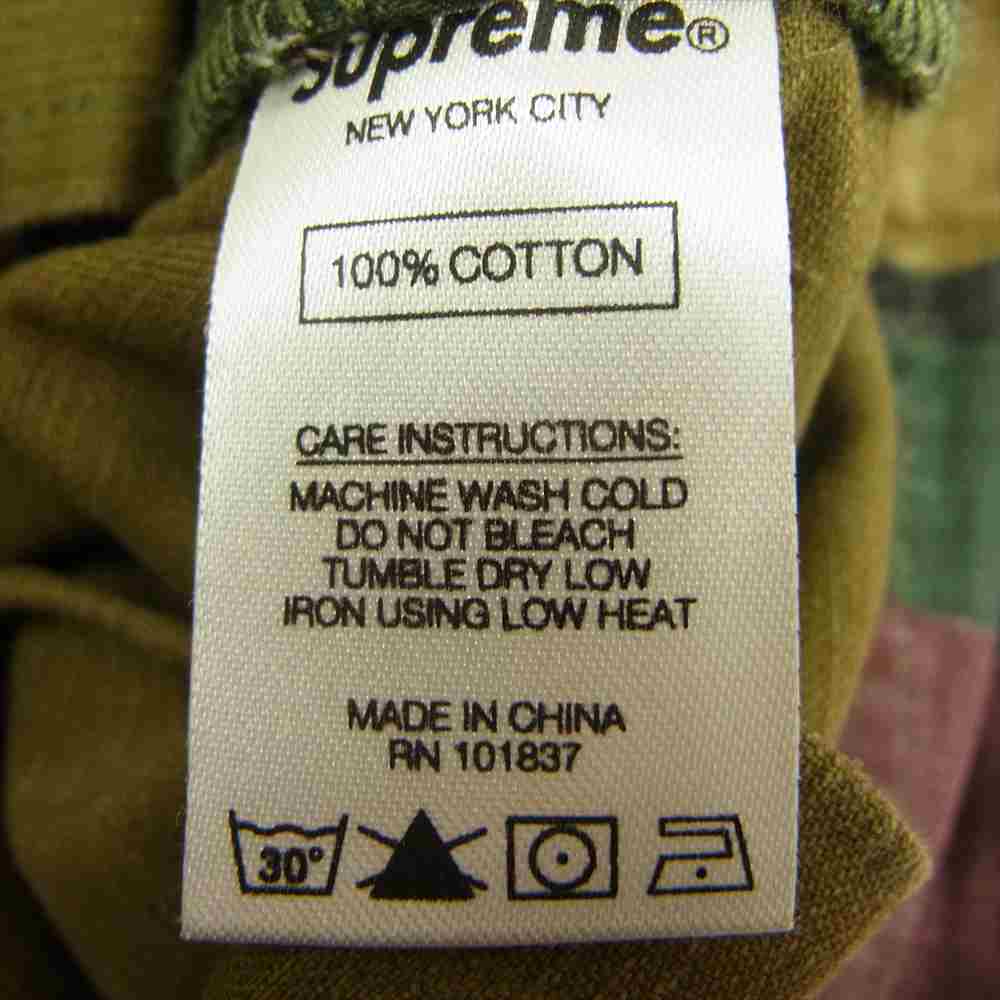 Supreme®
NEW YORK CITY
100% COTTON
CARE INSTRUCTIONS:
MACHINE WASH COLD
DO NOT BLEACH
TUMBLE DRY LOW
IRON USING LOW HEAT
MADE IN CHINA
RN 101837
30°